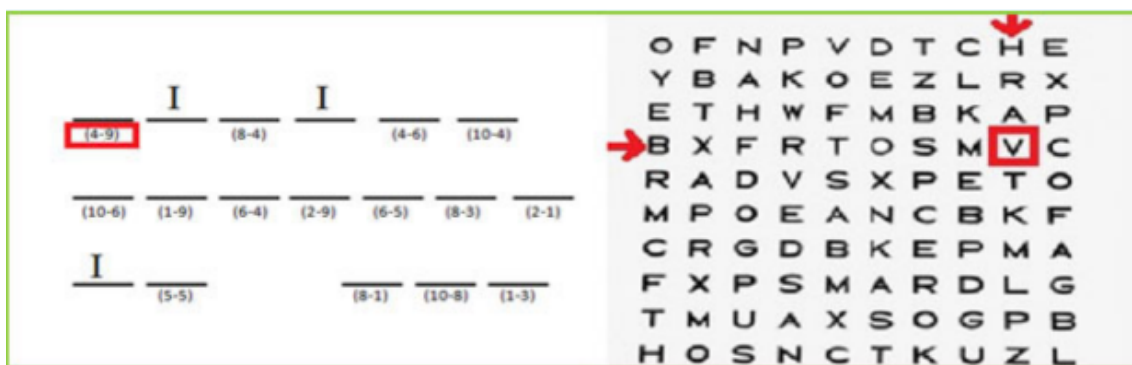 I I
(4-9) (8-4) (4-6) (10-4)
(10-6) (1-9) (6-4) (2-9) (6-5) (8-3) (2-1)
I
(5-5) (8-1) (10-8) (1-3)
O F N P V D T C H E
Y B A K O E Z L R X
E T H W F M B K A P
B X F R T O S M V C
R A D V S X P E T O
M P O E A N C B K F
C R G D B K E P M A
F X P S M A R D L G
T M U A X S O G P B
H O S N C T K U Z L